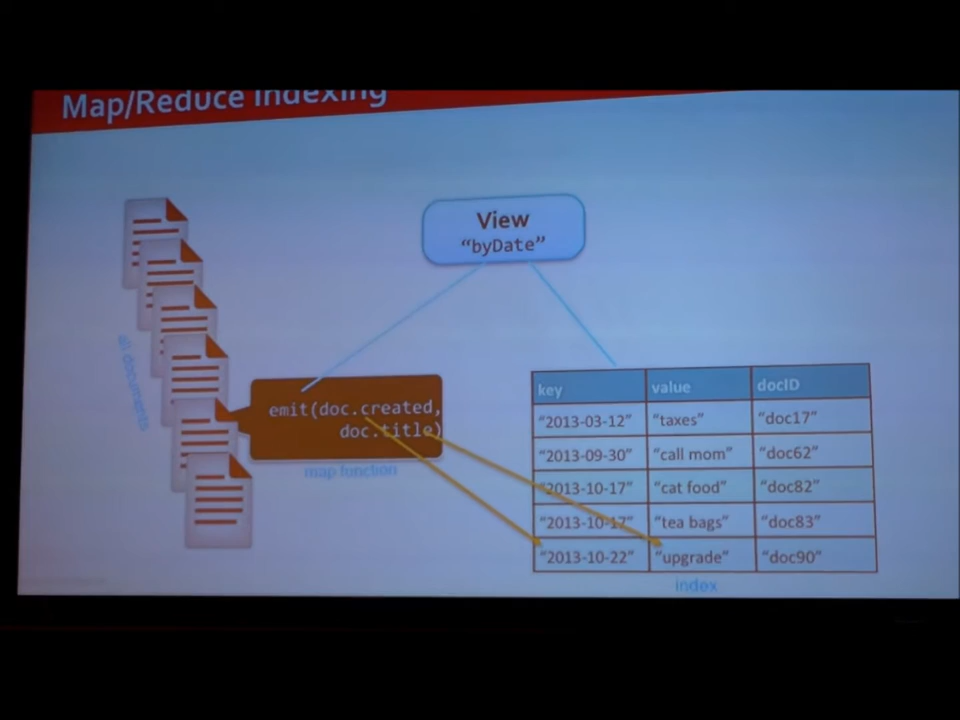 Map/Reduce Indexing
View
“byDate”
all documents
emit(doc.created,
doc.title)
map function
key value docID
“2013-03-12” “taxes” “doc17”
“2013-09-30” “call mom” “doc62”
“2013-10-17” “cat food” “doc82”
“2013-10-17” “tea bags” “doc83”
“2013-10-22” “upgrade” “doc90”
index